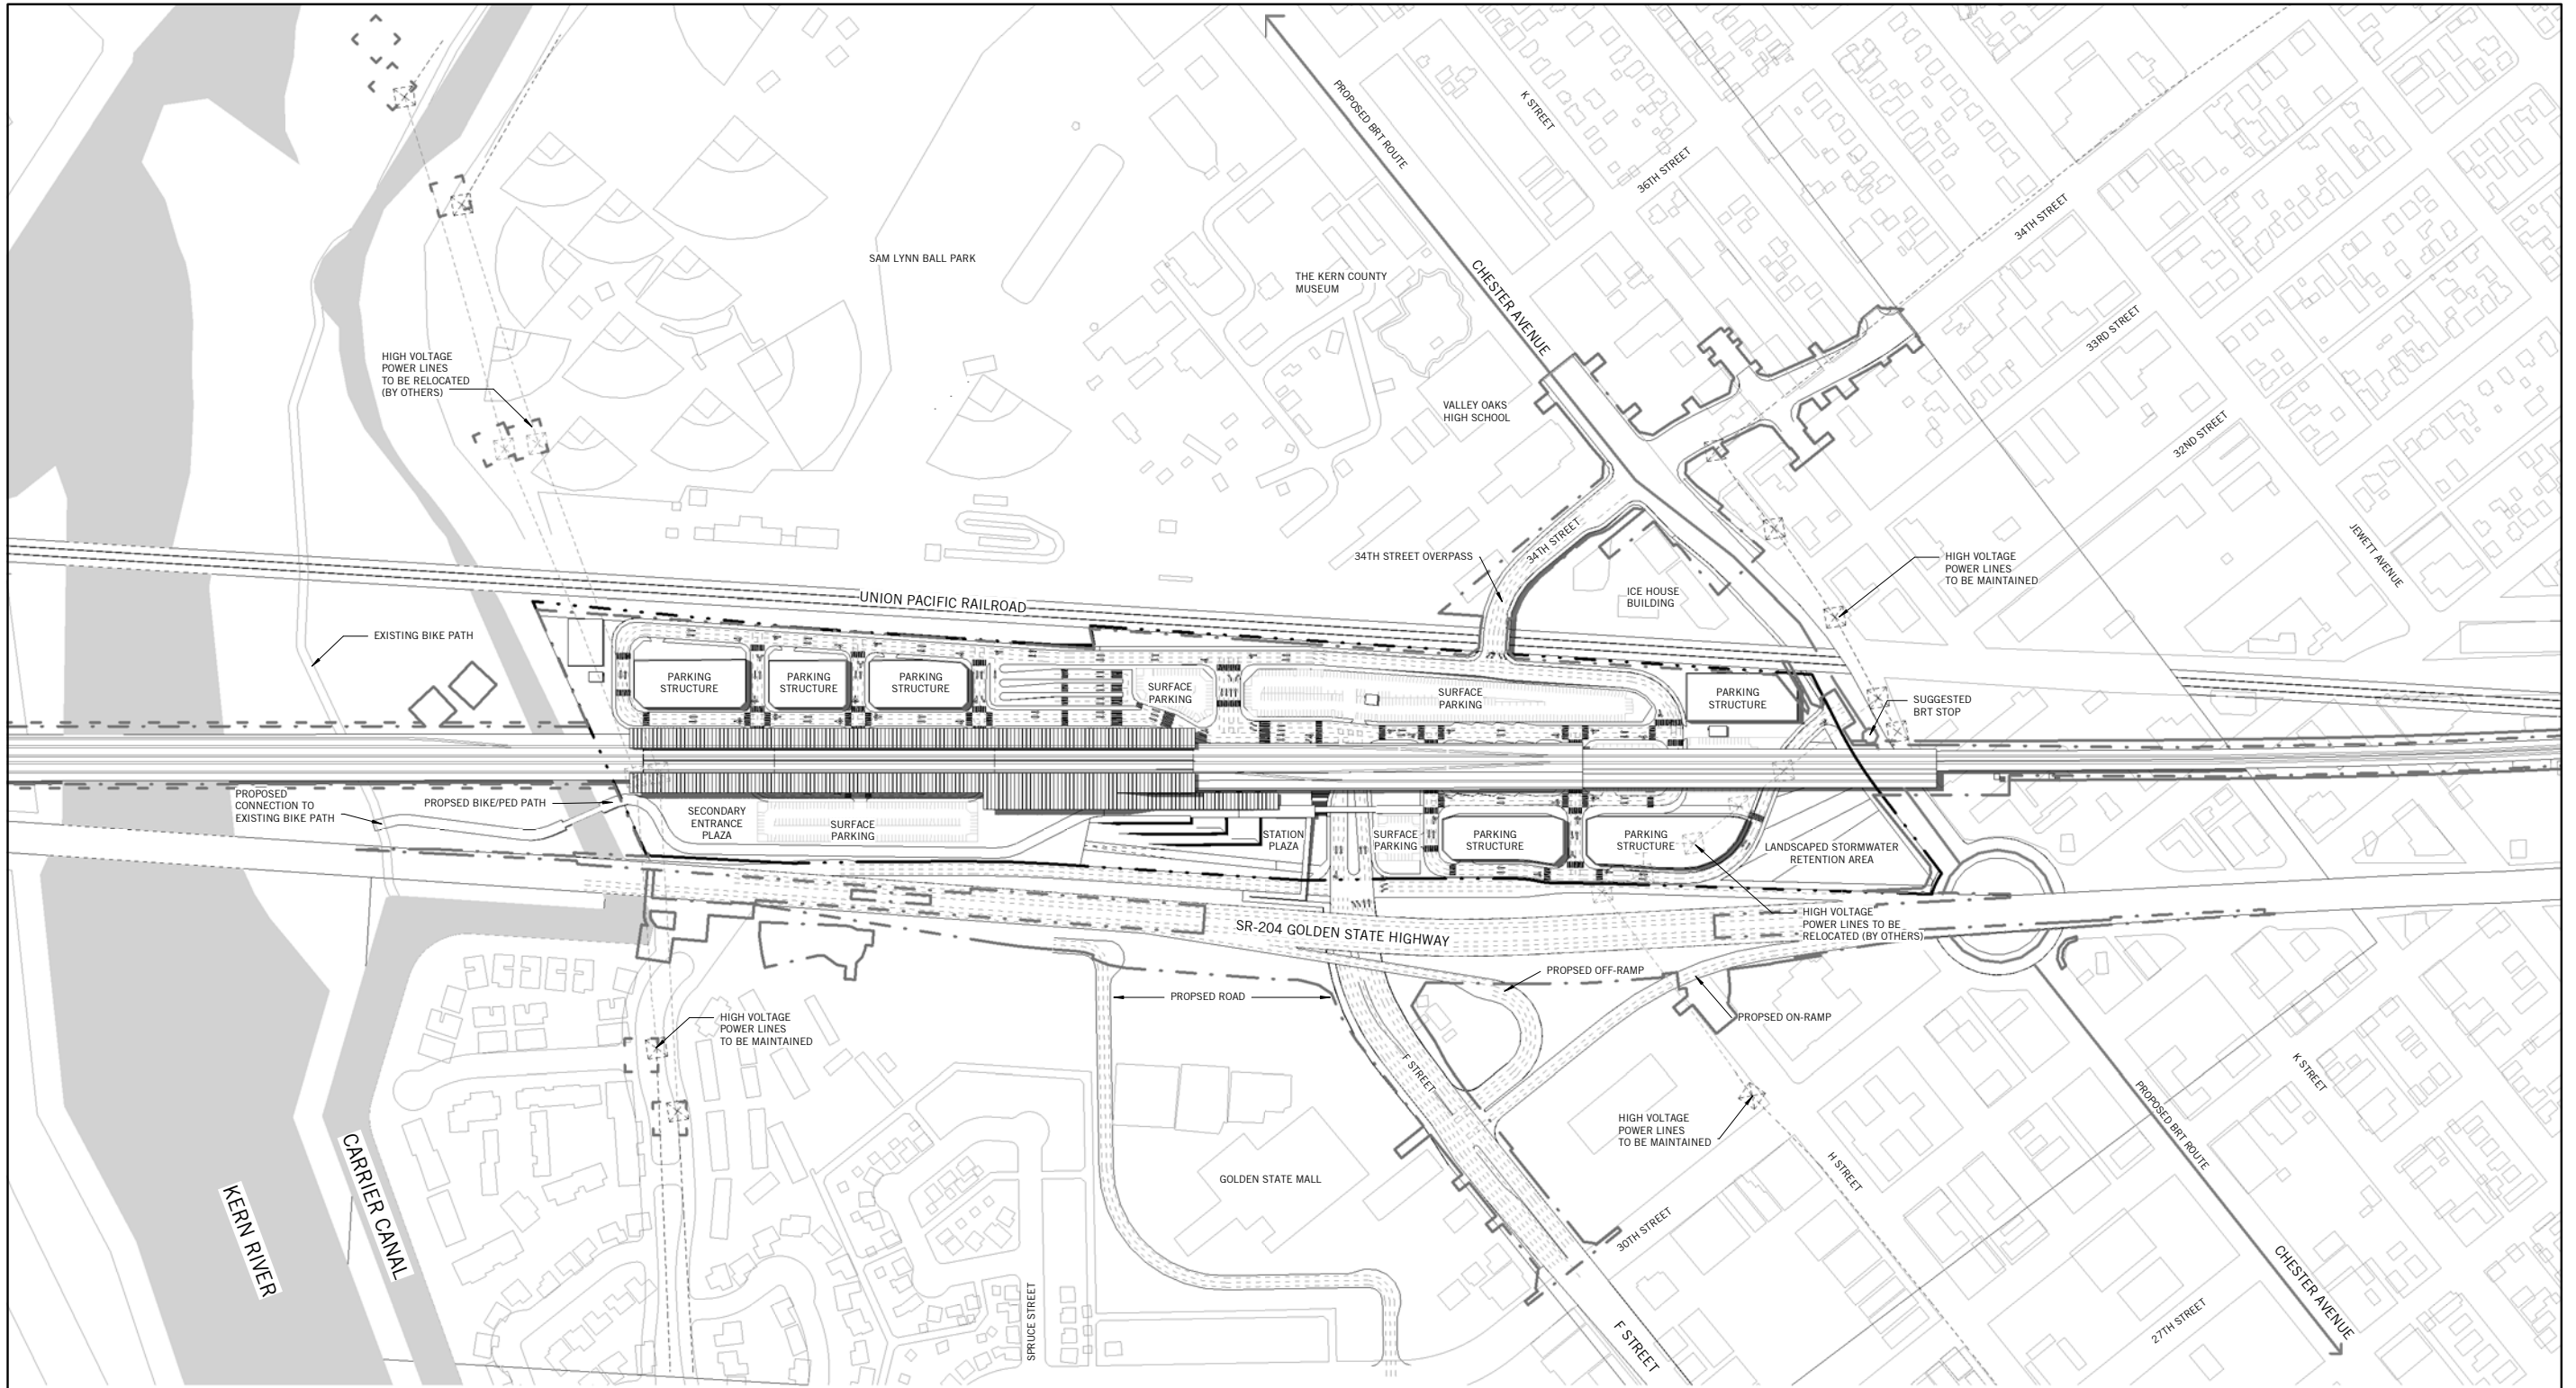 PROPOSED BRT ROUTE
K STREET
36TH STREET
34TH STREET
SAM LYNN BALL PARK
THE KERN COUNTY
MUSEUM
CHESTER AVENUE
33RD STREET
HIGH VOLTAGE
POWER LINES
TO BE RELOCATED
(BY OTHERS)
VALLEY OAKS
HIGH SCHOOL
32ND STREET
JEWETT AVENUE
34TH STREET OVERPASS
34TH STREET
HIGH VOLTAGE
POWER LINES
TO BE MAINTAINED
UNION PACIFIC RAILROAD
ICE HOUSE
BUILDING
EXISTING BIKE PATH
PARKING
STRUCTURE
PARKING
STRUCTURE
PARKING
STRUCTURE
SURFACE
PARKING
SURFACE
PARKING
PARKING
STRUCTURE
SUGGESTED
BRT STOP
PROPOSED
CONNECTION TO
EXISTING BIKE PATH
PROPSED BIKE/PED PATH
SECONDARY
ENTRANCE
PLAZA
SURFACE
PARKING
STATION
PLAZA
SURFACE
PARKING
PARKING
STRUCTURE
PARKING
STRUCTURE
LANDSCAPED STORMWATER
RETENTION AREA
HIGH VOLTAGE
POWER LINES TO BE
RELOCATED (BY OTHERS)
SR-204 GOLDEN STATE HIGHWAY
PROPSED OFF-RAMP
PROPSED ROAD
PROPSED ON-RAMP
HIGH VOLTAGE
POWER LINES
TO BE MAINTAINED
F STREET
K STREET
PROPOSED BRT ROUTE
HIGH VOLTAGE
POWER LINES
TO BE MAINTAINED
H STREET
CARRIER CANAL
KERN RIVER
GOLDEN STATE MALL
30TH STREET
SPRUCE STREET
CHESTER AVENUE
27TH STREET
F STREET